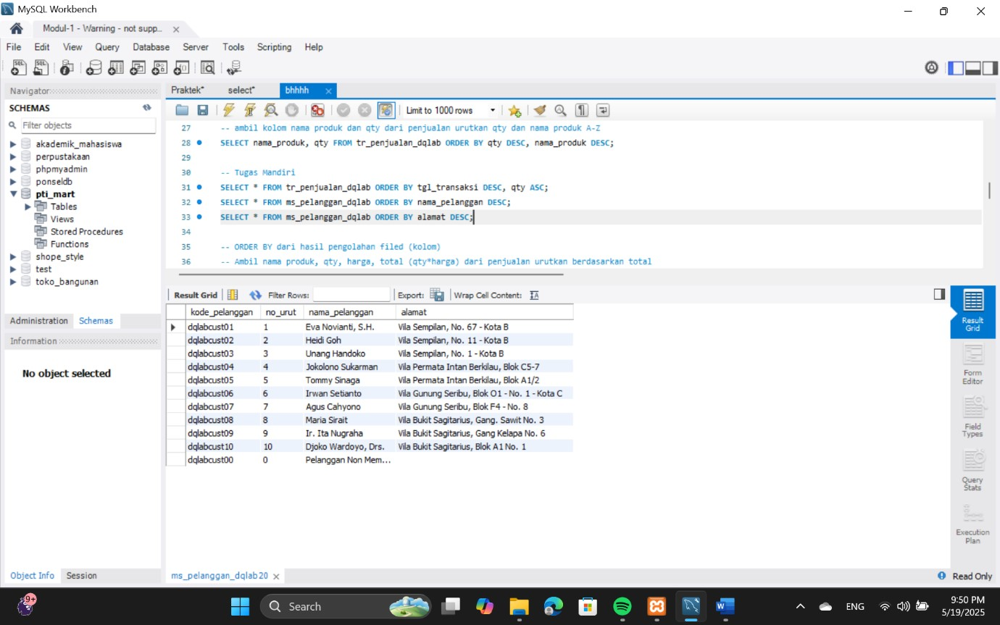 MySQL Workbench
Modul-1 - Warning - not supp...
File Edit View Query Database Server Tools Scripting Help
Navigator
SCHEMAS
Filter objects
akademik_mahasiswa
perpustakaan
phpmyadmin
ponseldb
pti_mart
Tables
Views
Stored Procedures
Functions
shope_style
test
toko_bangunan
Administration Schemas
Information
No object selected
Object Info Session
Praktek* select* bhhhh
Limit to 1000 rows
27 -- ambil kolom nama produk dan qty dari penjualan urutkan qty dan nama produk A-Z
28 SELECT nama_produk, qty FROM tr_penjualan_dqlab ORDER BY qty DESC, nama_produk DESC;
29
30 -- Tugas Mandiri
31 SELECT * FROM tr_penjualan_dqlab ORDER BY tgl_transaksi DESC, qty ASC;
32 SELECT * FROM ms_pelanggan_dqlab ORDER BY nama_pelanggan DESC;
33 SELECT * FROM ms_pelanggan_dqlab ORDER BY alamat DESC;
34
35 -- ORDER BY dari hasil pengolahan filed (kolom)
36 -- Ambil nama produk, qty, harga, total (qty*harga) dari penjualan urutkan berdasarkan total
Result Grid Filter Rows: Export: Wrap Cell Content:
kode_pelanggan no_urut nama_pelanggan alamat
dqlabcust01 1 Eva Novianti, S.H. Vila Sempilan, No. 67 - Kota B
dqlabcust02 2 Heidi Goh Vila Sempilan, No. 11 - Kota B
dqlabcust03 3 Unang Handoko Vila Sempilan, No. 1 - Kota B
dqlabcust04 4 Jokolono Sukarman Vila Permata Intan Berkilau, Blok C5-7
dqlabcust05 5 Tommy Sinaga Vila Permata Intan Berkilau, Blok A1/2
dqlabcust06 6 Irwan Setianto Vila Gunung Seribu, Blok O1 - No. 1 - Kota C
dqlabcust07 7 Agus Cahyono Vila Gunung Seribu, Blok F4 - No. 8
dqlabcust08 8 Maria Sirait Vila Bukit Sagitarius, Gang. Sawit No. 3
dqlabcust09 9 Ir. Ita Nugraha Vila Bukit Sagitarius, Gang Kelapa No. 6
dqlabcust10 10 Djoko Wardoyo, Drs. Vila Bukit Sagitarius, Blok A1 No. 1
dqlabcust00 0 Pelanggan Non Mem...
Result
Grid
Form
Editor
Field
Types
Query
Stats
Execution
Plan
ms_pelanggan_dqlab 20
Read Only
9+
Search
ENG
9:50 PM
5/19/2025